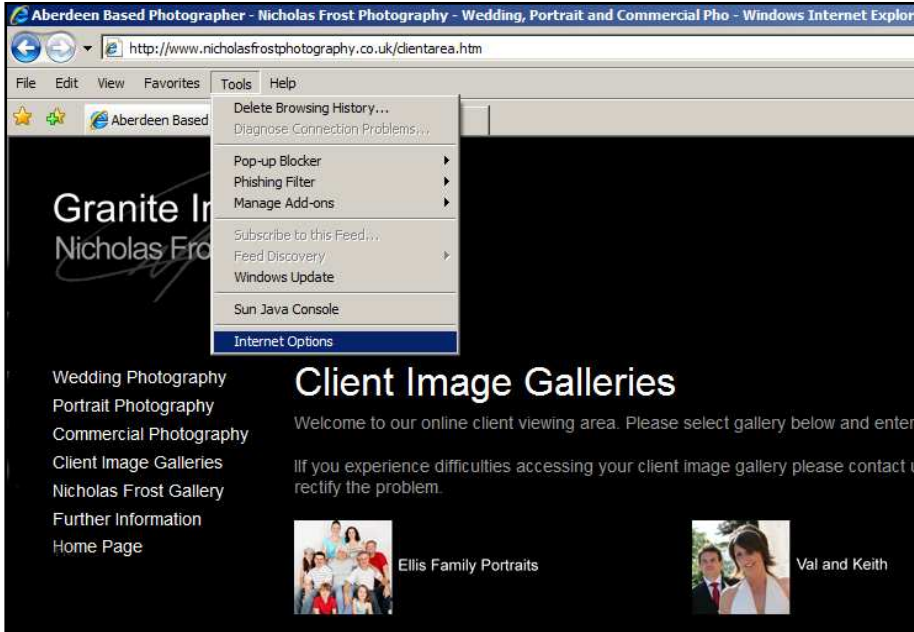 Aberdeen Based Photographer - Nicholas Frost Photography - Wedding, Portrait and Commercial Pho - Windows Internet Explor
http://www.nicholasfrostphotography.co.uk/clientarea.htm
File Edit View Favorites Tools Help
Aberdeen Based
Delete Browsing History...
Diagnose Connection Problems...
Pop-up Blocker
Phishing Filter
Manage Add-ons
Subscribe to this Feed...
Feed Discovery
Windows Update
Sun Java Console
Internet Options
Granite
Nicholas Fro
Wedding Photography
Portrait Photography
Commercial Photography
Client Image Galleries
Nicholas Frost Gallery
Further Information
Home Page
Client Image Galleries
Welcome to our online client viewing area. Please select gallery below and enter
IIf you experience difficulties accessing your client image gallery please contact u
rectify the problem.
Ellis Family Portraits
Val and Keith